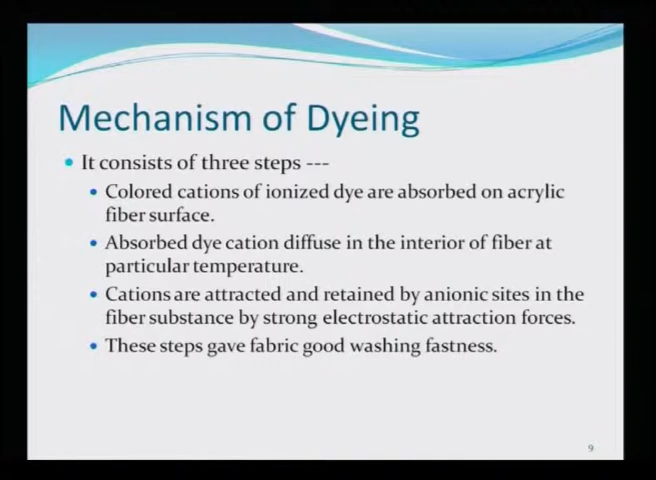 Mechanism of Dyeing
It consists of three steps ---
Colored cations of ionized dye are absorbed on acrylic
fiber surface.
Absorbed dye cation diffuse in the interior of fiber at
particular temperature.
Cations are attracted and retained by anionic sites in the
fiber substance by strong electrostatic attraction forces.
These steps gave fabric good washing fastness.
9